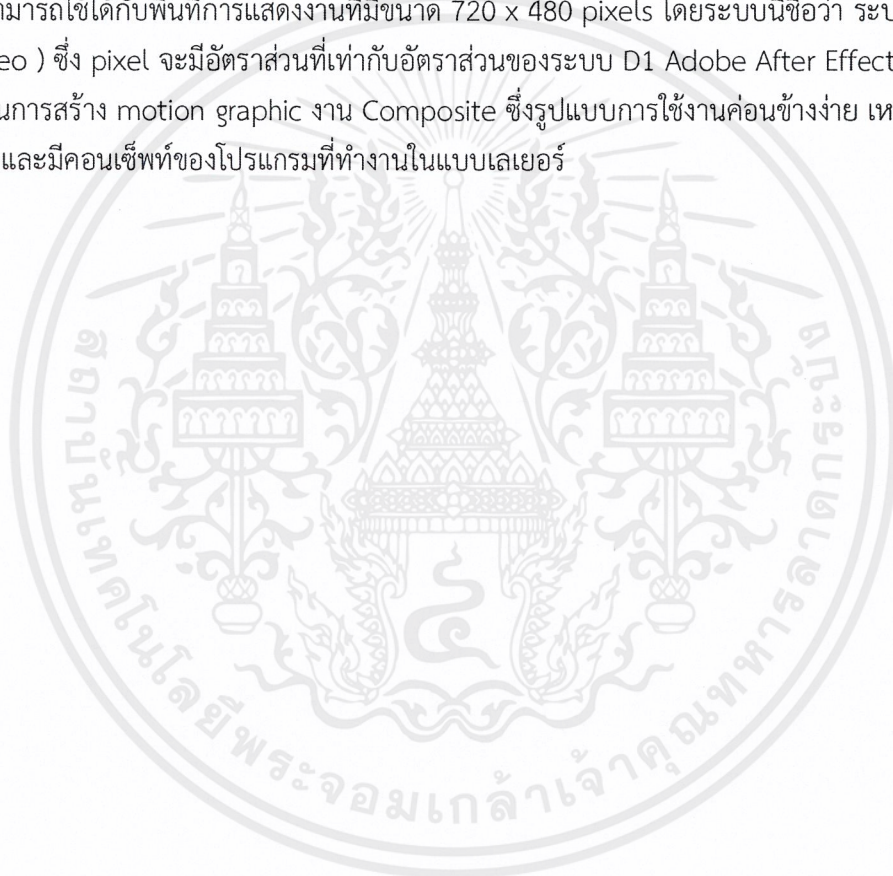 ามารถใช้ได้กับพื้นที่การแสดงงานที่มีขนาด 720 x 480 pixels โดยระบบนี้ชื่อว่า ระบ
eo ) ซึ่ง pixel จะมีอัตราส่วนที่เท่ากับอัตราส่วนของระบบ D1 Adobe After Effect
นการสร้าง motion graphic งาน Composite ซึ่งรูปแบบการใช้งานค่อนข้างง่าย เห
และมีคอนเซ็พท์ของโปรแกรมที่ทำงานในแบบเลเยอร์
สถาบันเทคโนโลยีพระจอมเกล้าเจ้าคุณทหารลาดกระบัง